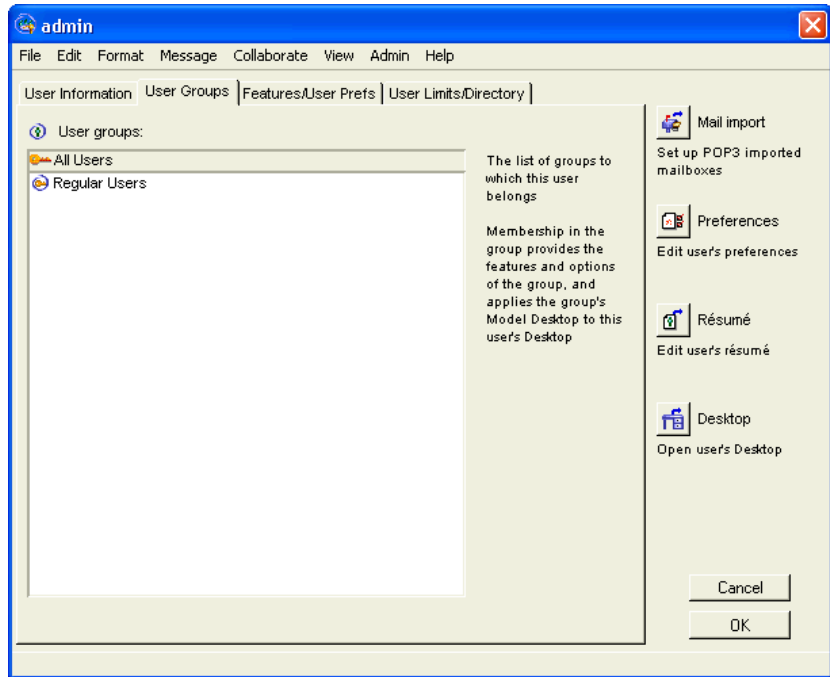 admin
File Edit Format Message Collaborate View Admin Help
User Information User Groups Features/User Prefs User Limits/Directory
User groups:
All Users
Regular Users
The list of groups to
which this user
belongs
Membership in the
group provides the
features and options
of the group, and
applies the group's
Model Desktop to this
user's Desktop
Mail import
Set up POP3 imported
mailboxes
Preferences
Edit user's preferences
Résumé
Edit user's résumé
Desktop
Open user's Desktop
Cancel
OK